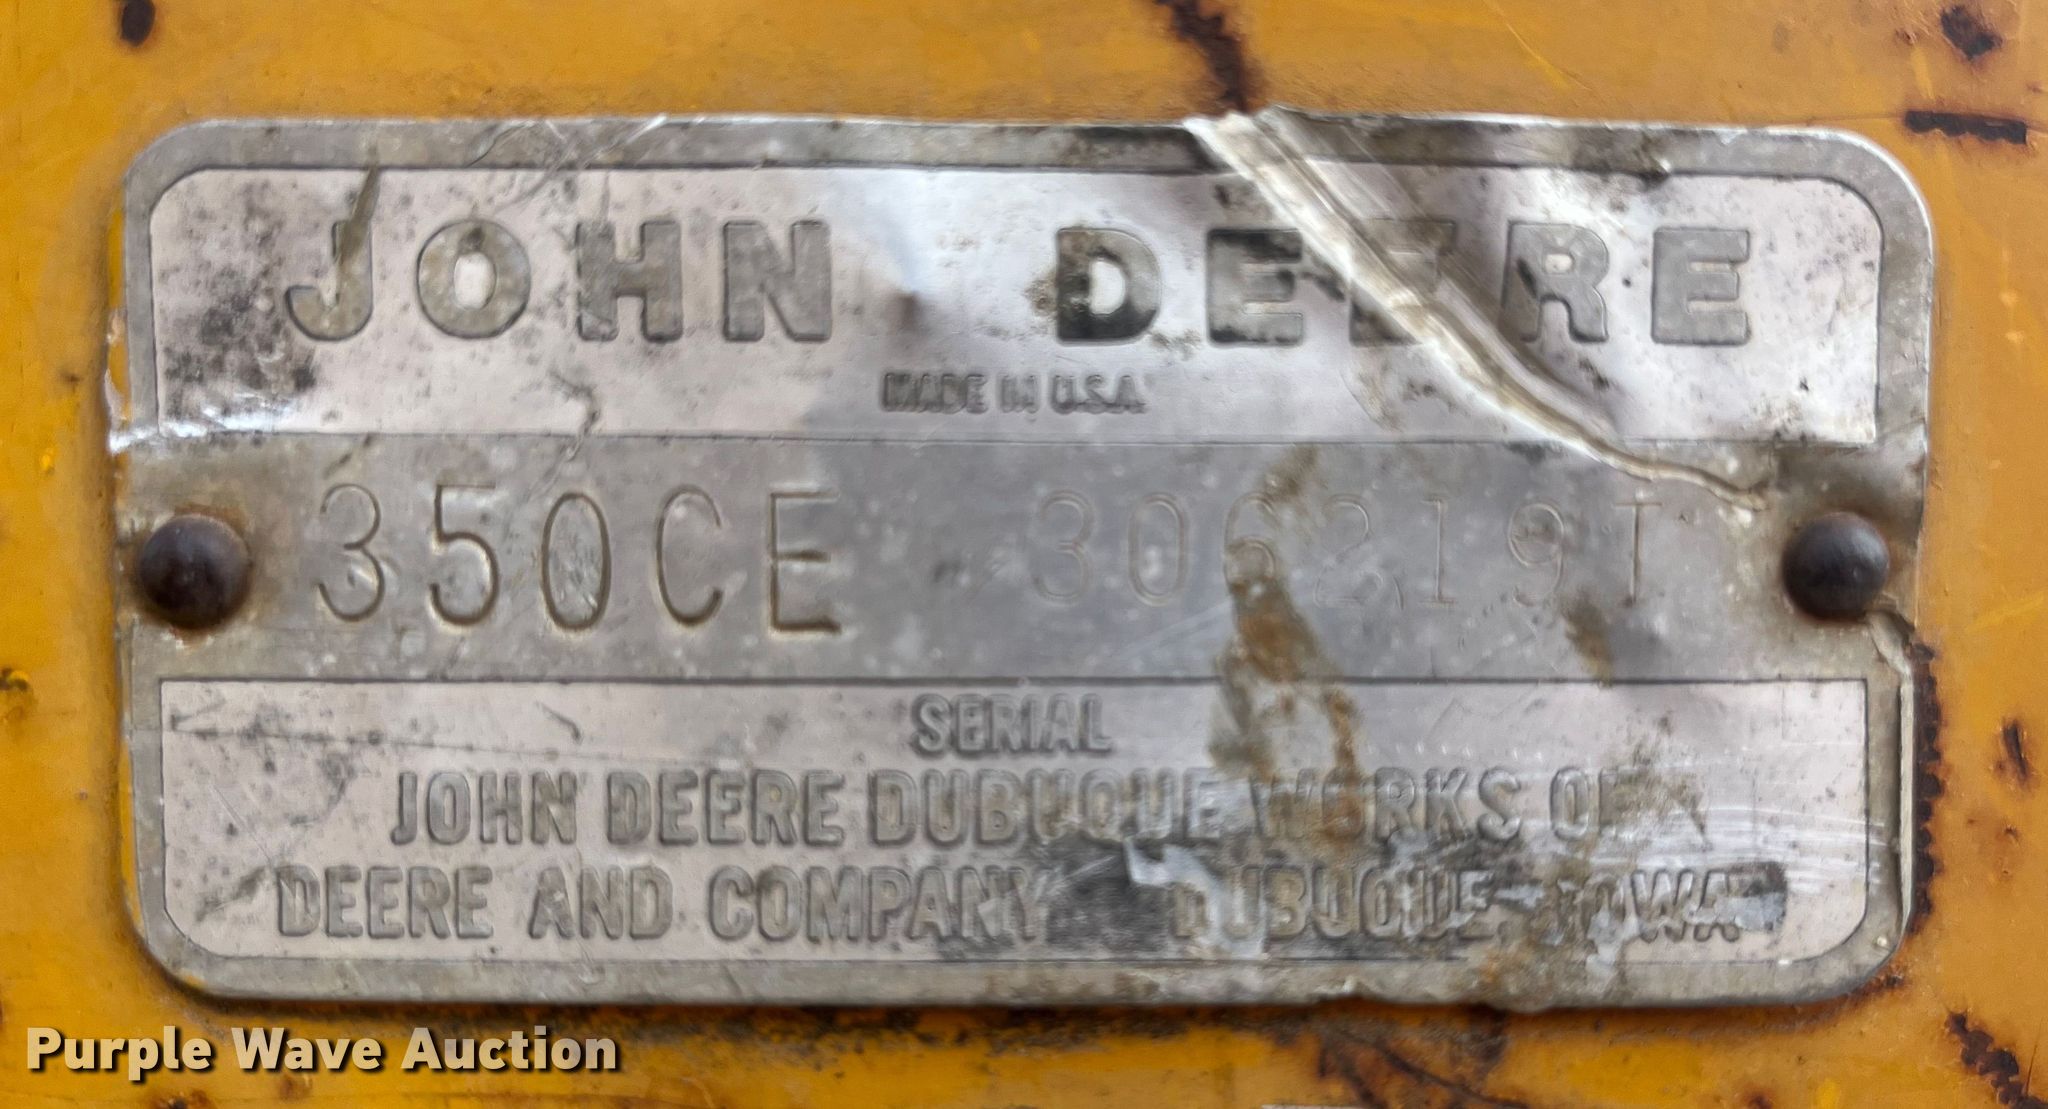 JOHN DEERE
MADE IN U.S.A.
350CE 306219T
SERIAL
JOHN DEERE DUBUQUE WORKS OF
DEERE AND COMPANY DUBUQUE, IOWA
Purple Wave Auction